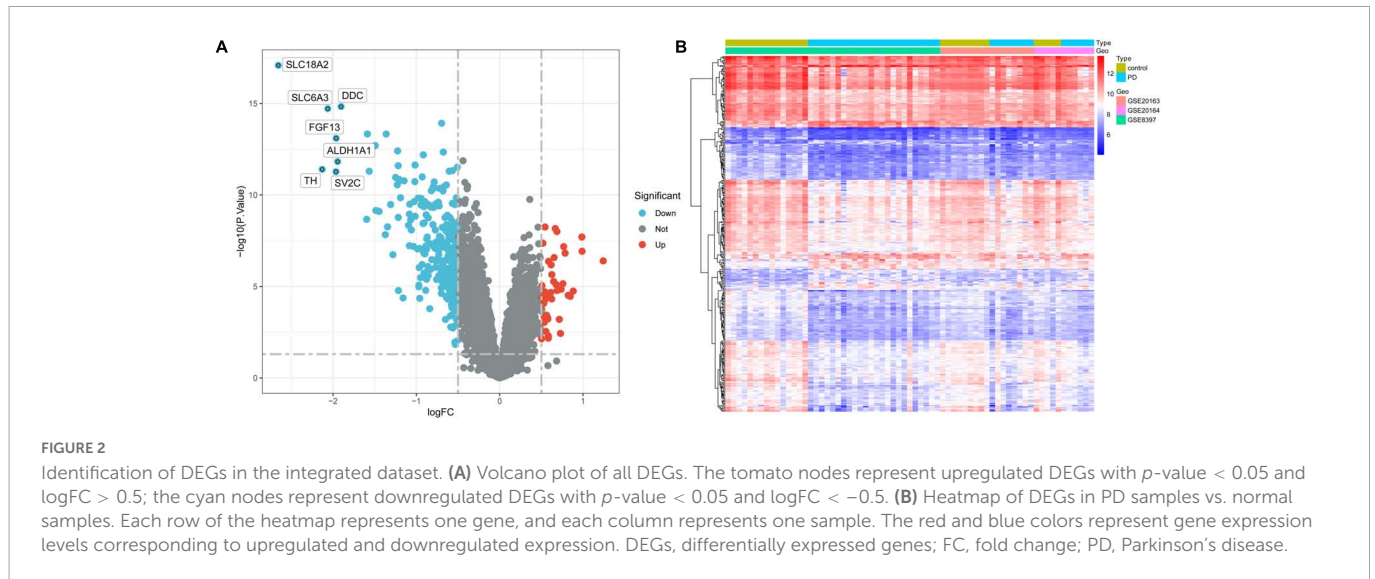 A
SLC18A2
SLC6A3
DDC
FGF13
ALDH1A1
TH
SV2C
15
10
5
0
−log10(P.Value)
−2
−1
0
1
logFC
Significant
Down
Not
Up
B
Type
Geo
12
10
8
6
Type
control
PD
Geo
GSE20163
GSE20164
GSE8397
FIGURE 2
Identification of DEGs in the integrated dataset. (A) Volcano plot of all DEGs. The tomato nodes represent upregulated DEGs with p-value < 0.05 and
logFC > 0.5; the cyan nodes represent downregulated DEGs with p-value < 0.05 and logFC < −0.5. (B) Heatmap of DEGs in PD samples vs. normal
samples. Each row of the heatmap represents one gene, and each column represents one sample. The red and blue colors represent gene expression
levels corresponding to upregulated and downregulated expression. DEGs, differentially expressed genes; FC, fold change; PD, Parkinson’s disease.